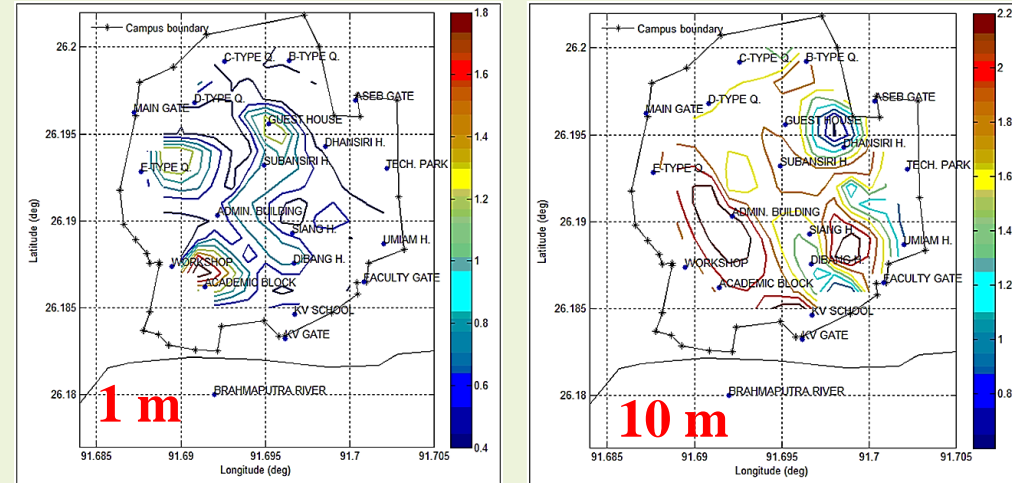 Campus boundary
C-TYPE Q.
B-TYPE Q.
D-TYPE Q.
ASEB GATE
MAIN GATE
GUEST HOUSE
DHANSIRI H.
E-TYPE Q.
SUBANSIRI H.
TECH. PARK
ADMIN. BUILDING
SIANG H.
UMIAM H.
WORKSHOP
DIBANG H.
ACADEMIC BLOCK
FACULTY GATE
KV SCHOOL
KV GATE
BRAHMAPUTRA RIVER
1 m
26.2
26.195
26.19
26.185
26.18
Latitude (deg)
91.685 91.69 91.695 91.7 91.705
Longitude (deg)
1.8
1.6
1.4
1.2
1
0.8
0.6
0.4
Campus boundary
C-TYPE Q.
B-TYPE Q.
D-TYPE Q.
ASEB GATE
MAIN GATE
GUEST HOUSE
DHANSIRI H.
E-TYPE Q.
SUBANSIRI H.
TECH. PARK
ADMIN. BUILDING
SIANG H.
UMIAM H.
WORKSHOP
DIBANG H.
ACADEMIC BLOCK
FACULTY GATE
KV SCHOOL
KV GATE
BRAHMAPUTRA RIVER
10 m
26.2
26.195
26.19
26.185
26.18
Latitude (deg)
91.685 91.69 91.695 91.7 91.705
Longitude (deg)
2.2
2
1.8
1.6
1.4
1.2
1
0.8